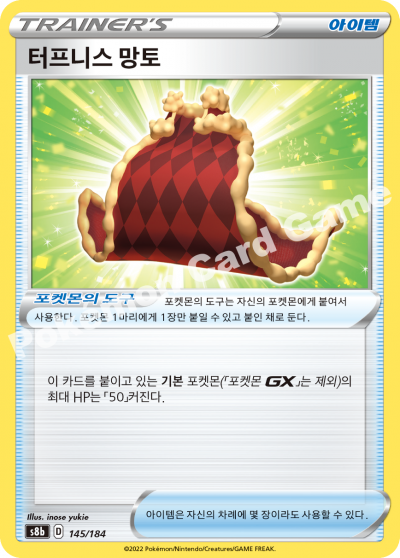 TRAINER'S
아이템
터프니스 망토
포켓몬의 도구 포켓몬의 도구는 자신의 포켓몬에게 붙여서
사용한다. 포켓몬 1마리에게 1장만 붙일 수 있고 붙인 채로 둔다.
Pokémon Card Game
이 카드를 붙이고 있는 기본 포켓몬(「포켓몬 GX」는 제외)의
최대 HP는 「50」커진다.
Illus. inose yukie
s8b D 145/184
아이템은 자신의 차례에 몇 장이라도 사용할 수 있다.
©2022 Pokémon/Nintendo/Creatures/GAME FREAK.